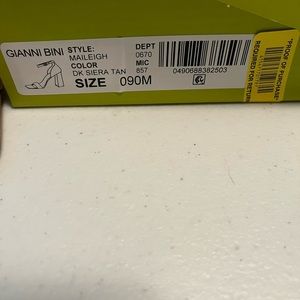 GIANNI BINI
STYLE:
MAILEIGH
COLOR
DK SIERA TAN
SIZE 090M
DEPT
0670
MIC
857
0490688382503
"PROOF OF PURCHASE"
REQUIRED FOR RETURN